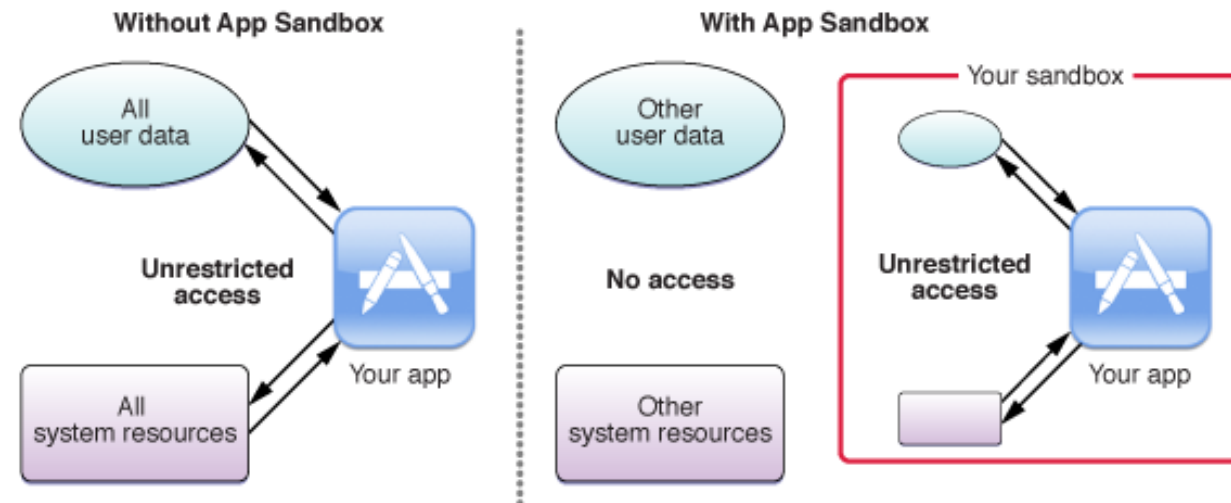 Without App Sandbox
All
user data
Unrestricted
access
Your app
All
system resources
With App Sandbox
Other
user data
No access
Other
system resources
Your sandbox
Unrestricted
access
Your app